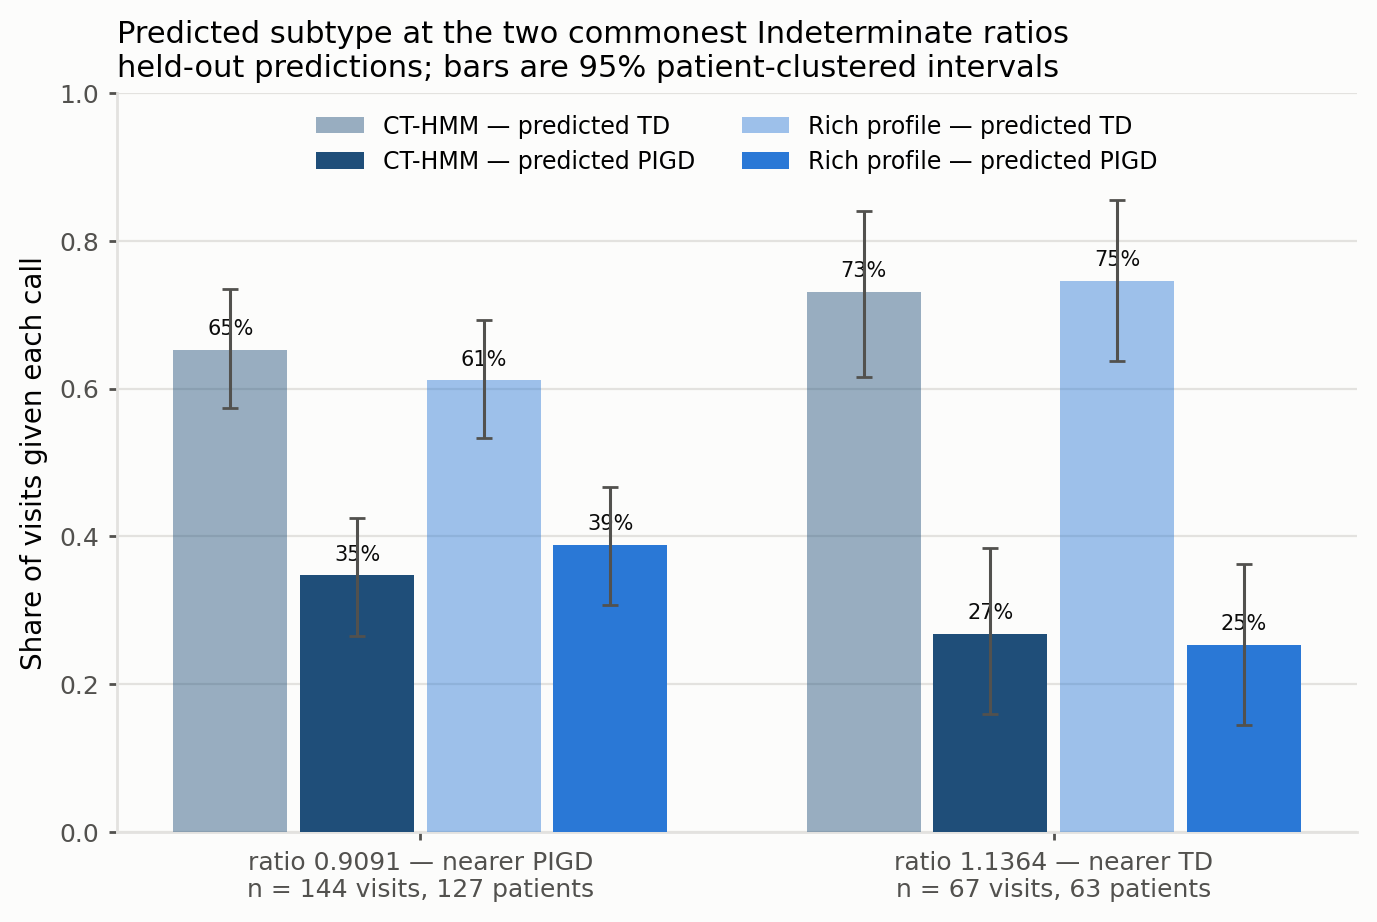 Predicted subtype at the two commonest Indeterminate ratios
held-out predictions; bars are 95% patient-clustered intervals
CT-HMM — predicted TD
CT-HMM — predicted PIGD
Rich profile — predicted TD
Rich profile — predicted PIGD
Share of visits given each call
1.0
0.8
0.6
0.4
0.2
0.0
65%
35%
61%
39%
73%
27%
75%
25%
ratio 0.9091 — nearer PIGD
n = 144 visits, 127 patients
ratio 1.1364 — nearer TD
n = 67 visits, 63 patients